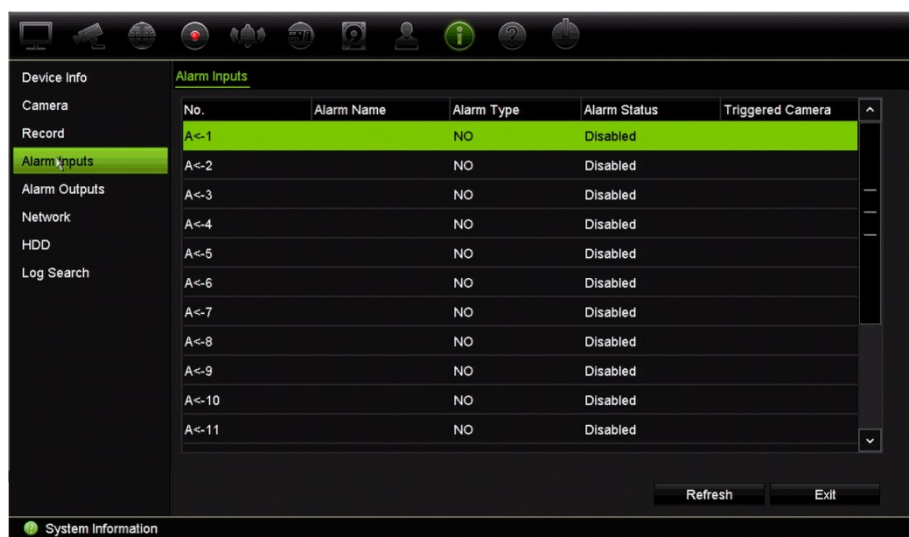 Device Info
Camera
Record
Alarm Inputs
Alarm Outputs
Network
HDD
Log Search
Alarm Inputs
No. Alarm Name Alarm Type Alarm Status Triggered Camera
A<-1 NO Disabled
A<-2 NO Disabled
A<-3 NO Disabled
A<-4 NO Disabled
A<-5 NO Disabled
A<-6 NO Disabled
A<-7 NO Disabled
A<-8 NO Disabled
A<-9 NO Disabled
A<-10 NO Disabled
A<-11 NO Disabled
Refresh Exit
System Information